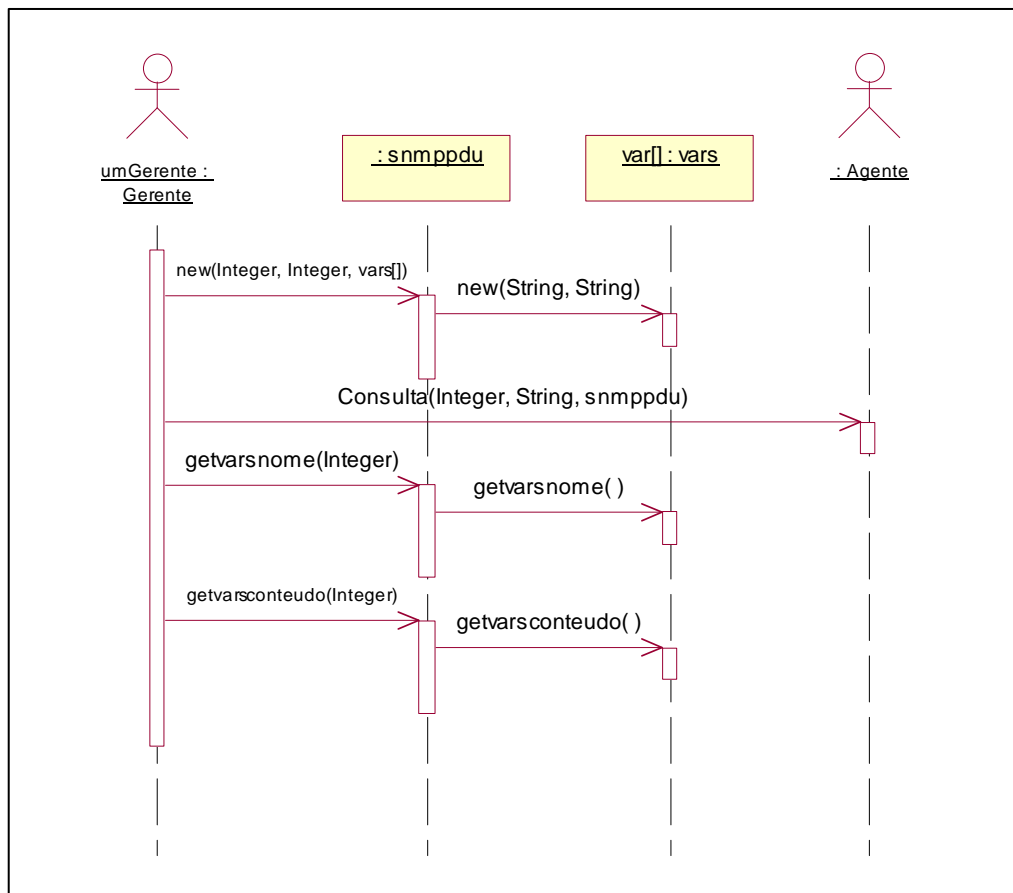 umGerente :
Gerente
: snmppdu
var[] : vars
: Agente
new(Integer, Integer, vars[])
new(String, String)
Consulta(Integer, String, snmppdu)
getvarsnome(Integer)
getvarsnome( )
getvarsconteudo(Integer)
getvarsconteudo( )